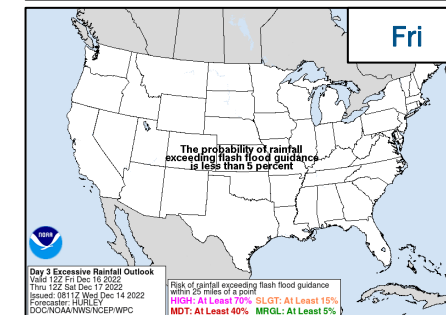 Fri
The probability of rainfall
exceeding flash flood guidance
is less than 5 percent
NOAA
Day 3 Excessive Rainfall Outlook
Valid 12Z Fri Dec 16 2022
Thru 12Z Sat Dec 17 2022
Issued: 0811Z Wed Dec 14 2022
Forecaster: HURLEY
DOC/NOAA/NWS/NCEP/WPC
Risk of rainfall exceeding flash flood guidance
within 25 miles of a point
HIGH: At Least 70% SLGT: At Least 15%
MDT: At Least 40% MRGL: At Least 5%